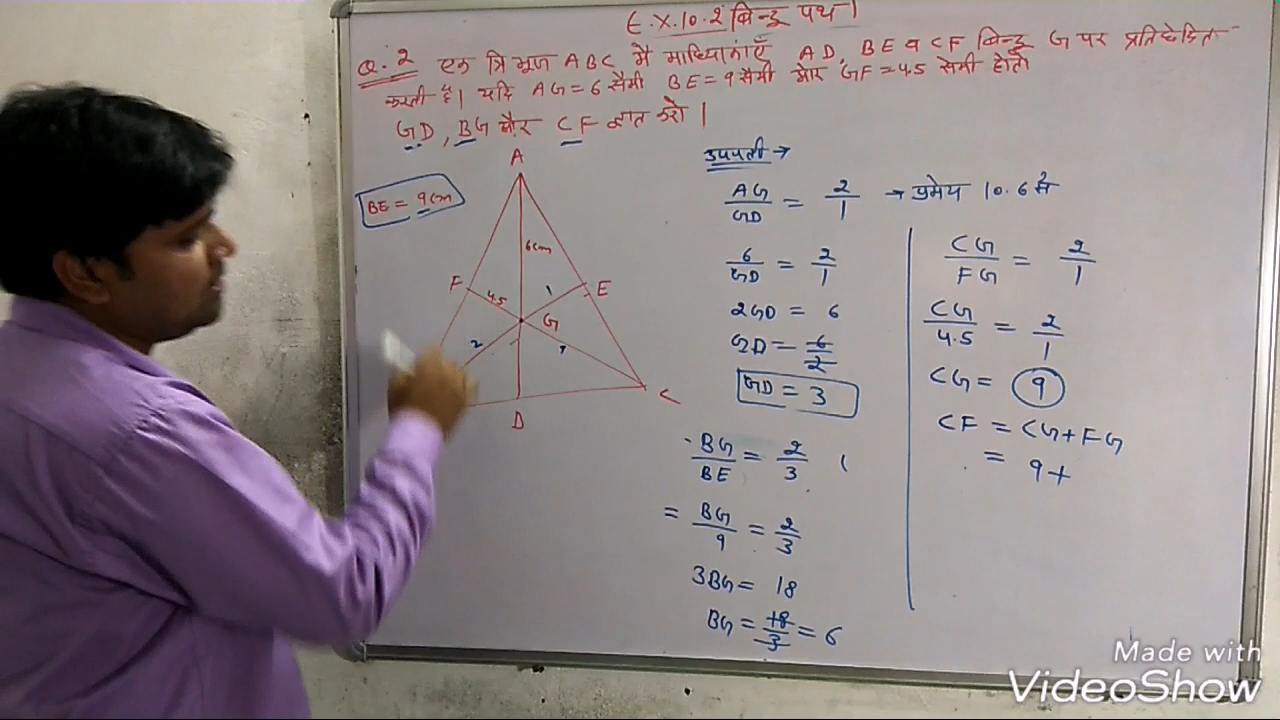 E.X.10.2 बिन्दु पथ।
Q.2 एक त्रिभुज ABC में माध्यिकाएँ AD, BE व CF बिन्दु G पर प्रतिच्छेदित
करती है। यदि AG=6 सेमी BE=9 सेमी और GF=4.5 सेमी होतो
GD, BG और CF ज्ञात करो।
BE = 9cm
A
6cm
F
4.5
1
E
G
2
9
C
D
उपपती →
AG/GD = 2/1 → प्रमेय 10.6 से
6/GD = 2/1
2GD = 6
GD = 6/2
GD = 3
BG/BE = 2/3 (
= BG/9 = 2/3
3BG = 18
BG = 18/3 = 6
CG/FG = 2/1
CG/4.5 = 2/1
CG = 9
CF = CG+FG
= 9+
Made with
VideoShow